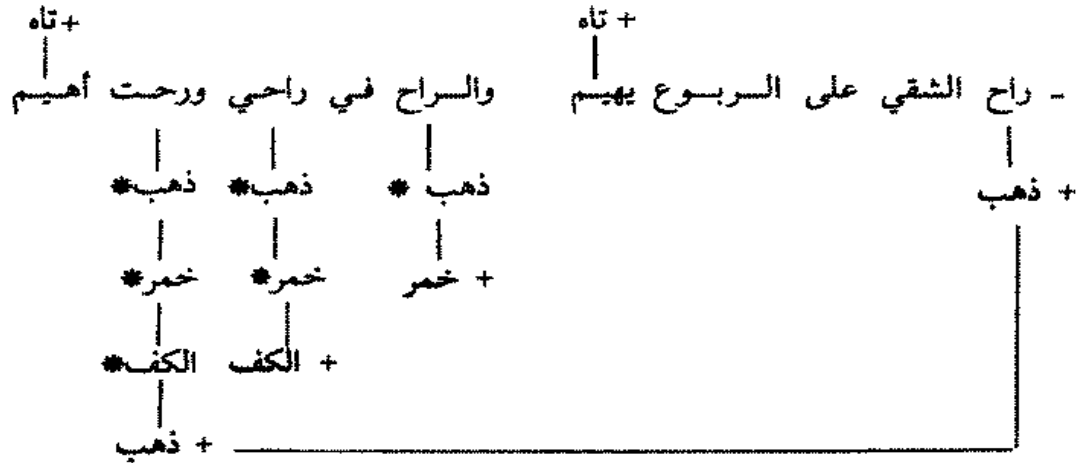 + تاه + تاه
- راح الشقي على الربوع يهيم والراح في راحي ورحت أهيم
+ ذهب ذهب * ذهب* ذهب*
+ خمر خمر* خمر*
+ الكف الكف*
+ ذهب